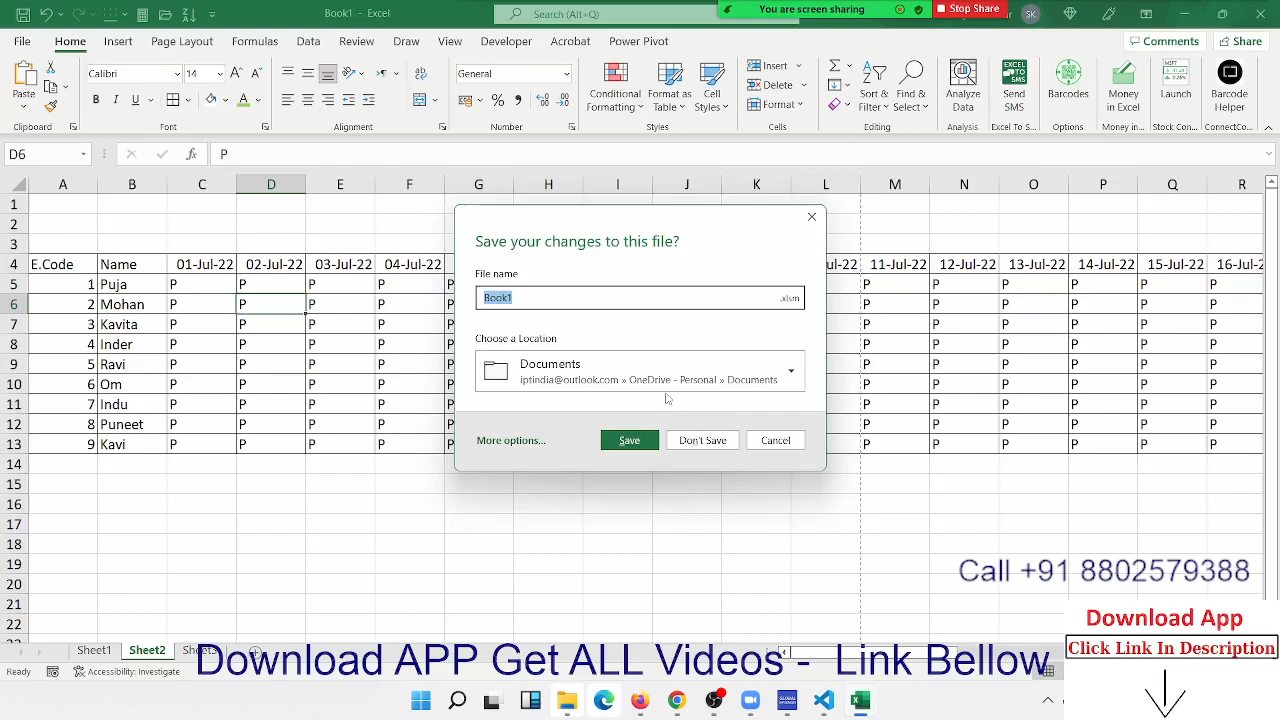 Book1 - Excel
Search (Alt+Q)
You are screen sharing
Stop Share
SK
File Home Insert Page Layout Formulas Data Review View Developer Help Acrobat Power Pivot
Comments
Share
Paste
Clipboard
Calibri 14
B I U
Font
Alignment
General
Number
Conditional Formatting
Format as Table
Cell Styles
Styles
Insert
Delete
Format
Cells
Sort & Filter
Find & Select
Editing
Analyze Data
Analysis
Send SMS
Excel To S...
Barcodes
Options
Money in Excel
Money in...
Launch
Stock Con...
Barcode Helper
ConnectCo...
D6
fx
P
A B C D E F G H I J K L M N O P Q R
1
2
3
4 E.Code Name 01-Jul-22 02-Jul-22 03-Jul-22 04-Jul-22 ul-22 11-Jul-22 12-Jul-22 13-Jul-22 14-Jul-22 15-Jul-22 16-Jul-2
5 1 Puja P P P P P P P P P P P
6 2 Mohan P P P P P P P P P P P
7 3 Kavita P P P P P P P P P P P
8 4 Inder P P P P P P P P P P P
9 5 Ravi P P P P P P P P P P P
10 6 Om P P P P P P P P P P P
11 7 Indu P P P P P P P P P P P
12 8 Puneet P P P P P P P P P P P
13 9 Kavi P P P P P P P P P P P
14
15
16
17
18
19
20
21
22
Save your changes to this file?
File name
Book1 .xlsm
Choose a Location
Documents
iptindia@outlook.com » OneDrive - Personal » Documents
More options...
Save
Don't Save
Cancel
Call +91 8802579388
Download App
Click Link In Description
Sheet1 Sheet2
Download APP Get ALL Videos - Link Bellow
Ready
Accessibility: Investigate